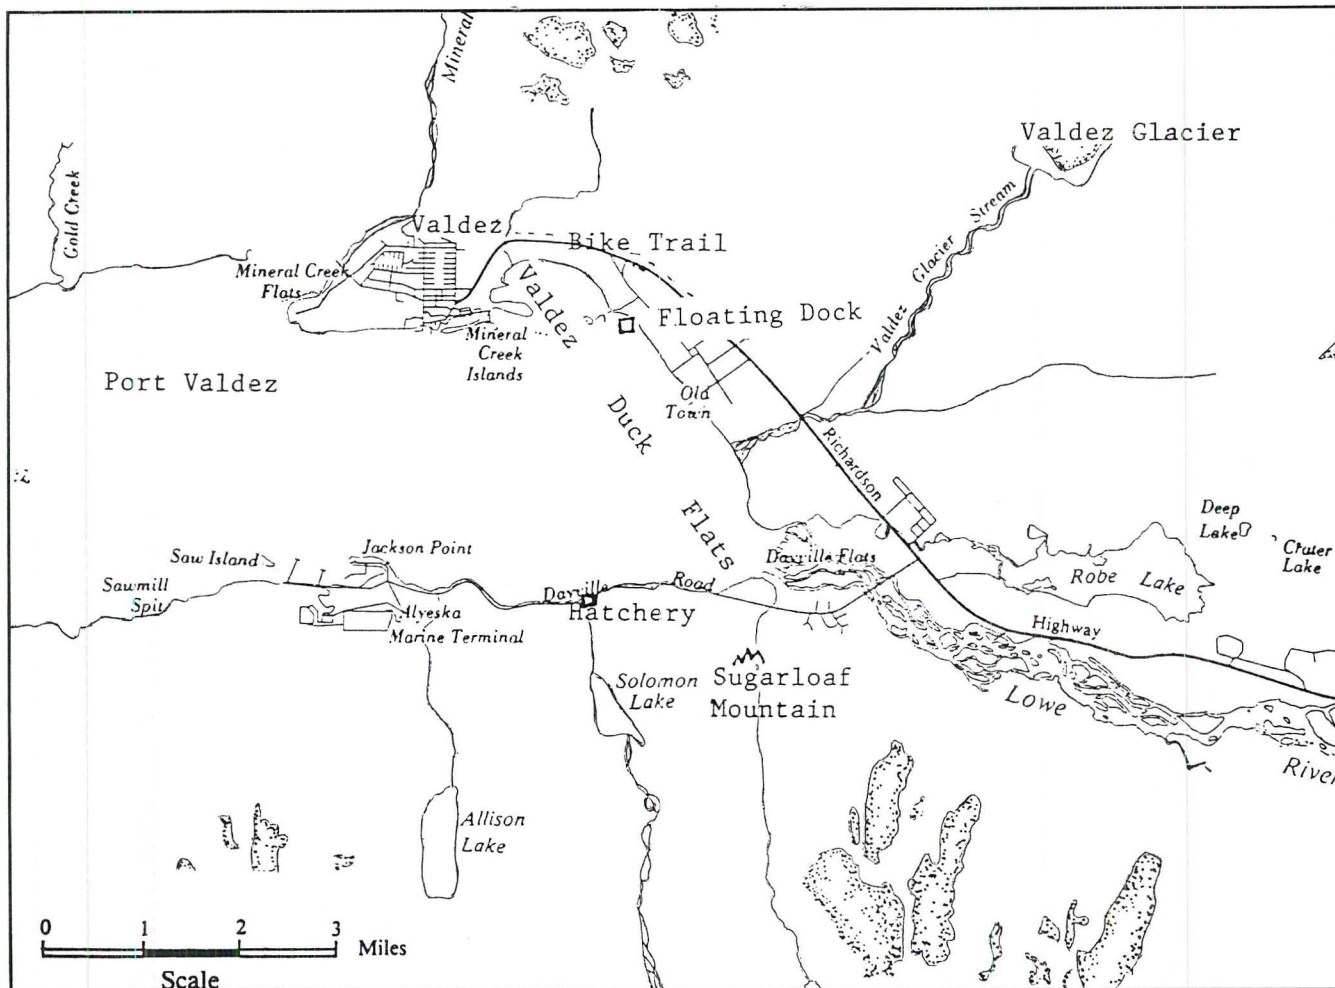 Mineral
Valdez Glacier
Gold Creek
Valdez Glacier Stream
Valdez
Bike Trail
Mineral Creek
Flats
Valdez Duck Flats
Floating Dock
Mineral
Creek
Islands
Port Valdez
Old
Town
Richardson Highway
Deep
Lake
Crater
Lake
Saw Island
Jackson Point
Dayville Flats
Robe Lake
Sawmill
Spit
Dayville Road
Hatchery
Alyeska
Marine Terminal
Solomon
Lake
Sugarloaf
Mountain
Lowe River
Allison
Lake
0 1 2 3 Miles
Scale